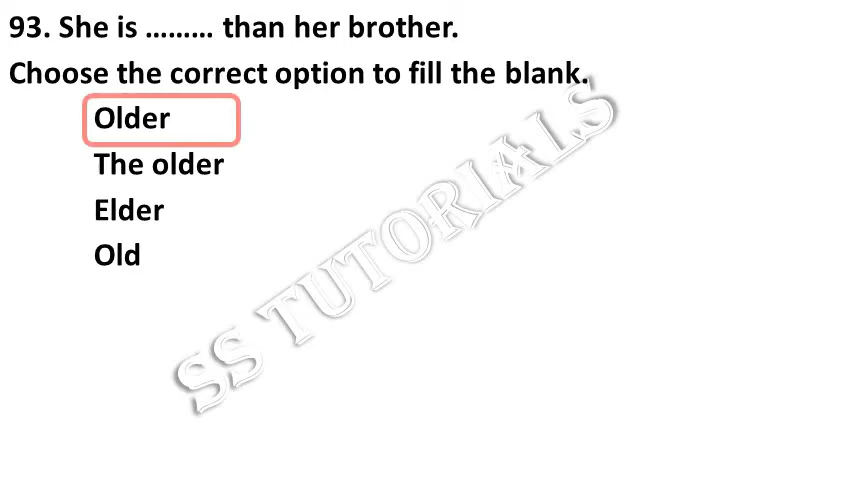 93. She is ……… than her brother.
Choose the correct option to fill the blank.
Older
The older
Elder
Old
SS TUTORIALS